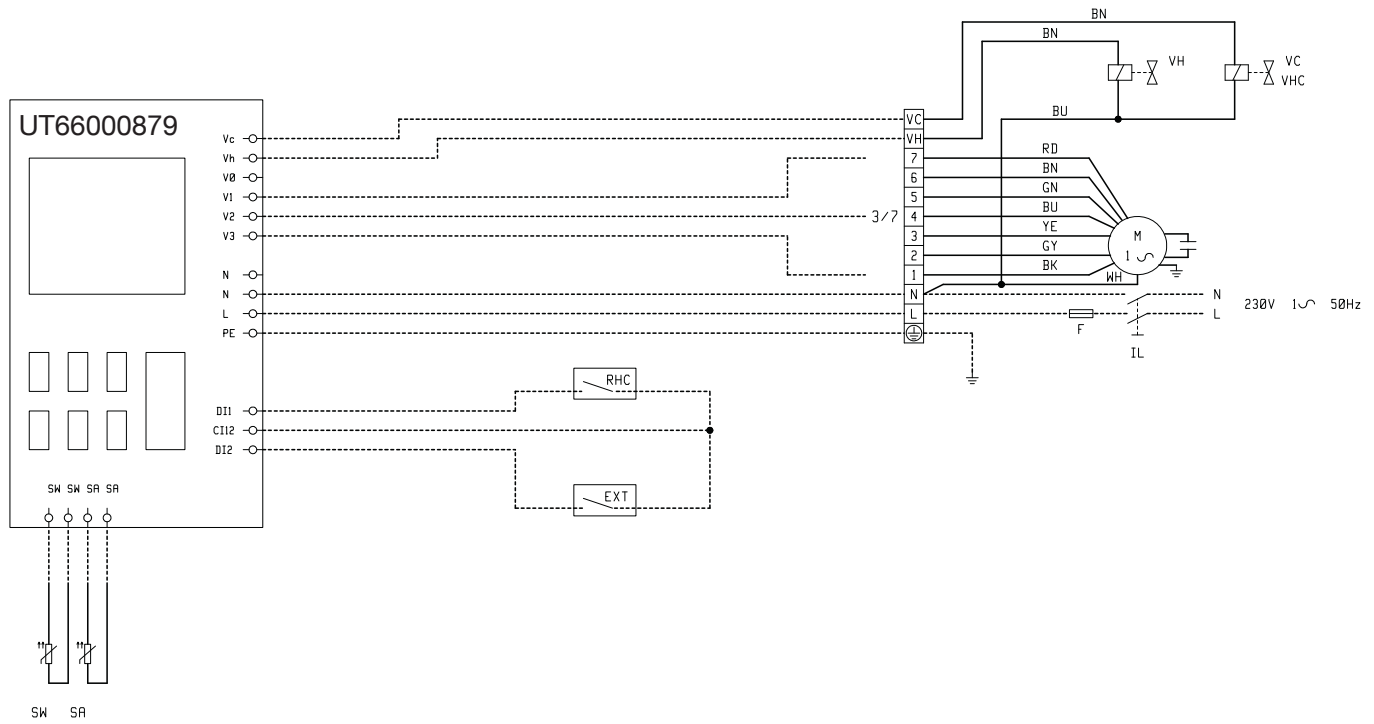 BN
BN
VH
VC
VHC
UT66000879
BU
Vc
Vh
V0
V1
V2
V3
N
N
L
PE
VC
VH
7
6
5
3/7 4
3
2
1
N
L
RD
BN
GN
BU
YE
GY
BK
WH
M
1
N
L
230V 1 50Hz
F
IL
RHC
DI1
CI12
DI2
EXT
SW SW SA SA
SW SA